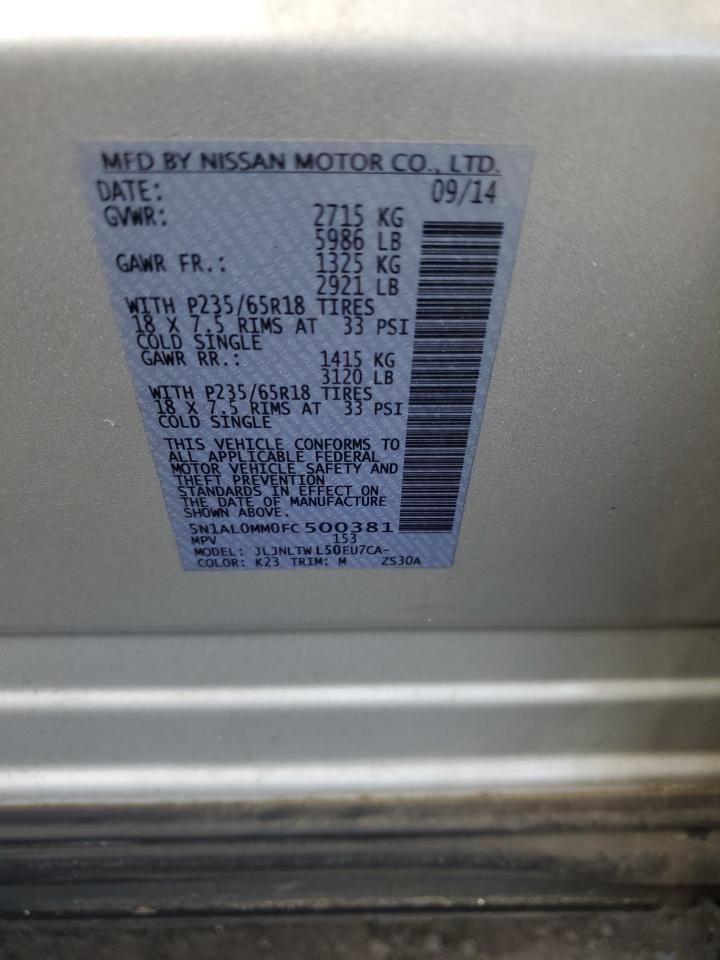 MFD BY NISSAN MOTOR CO., LTD.
DATE: 09/14
GVWR: 2715 KG
5986 LB
GAWR FR.: 1325 KG
2921 LB
WITH P235/65R18 TIRES
18 X 7.5 RIMS AT 33 PSI
COLD SINGLE
GAWR RR.: 1415 KG
3120 LB
WITH P235/65R18 TIRES
18 X 7.5 RIMS AT 33 PSI
COLD SINGLE
THIS VEHICLE CONFORMS TO
ALL APPLICABLE FEDERAL
MOTOR VEHICLE SAFETY AND
THEFT PREVENTION
STANDARDS IN EFFECT ON
THE DATE OF MANUFACTURE
SHOWN ABOVE.
5N1AL0MM0FC500381
MPV 153
MODEL: JLJNLTWL50EU7CA-
COLOR: K23 TRIM: M ZS30A